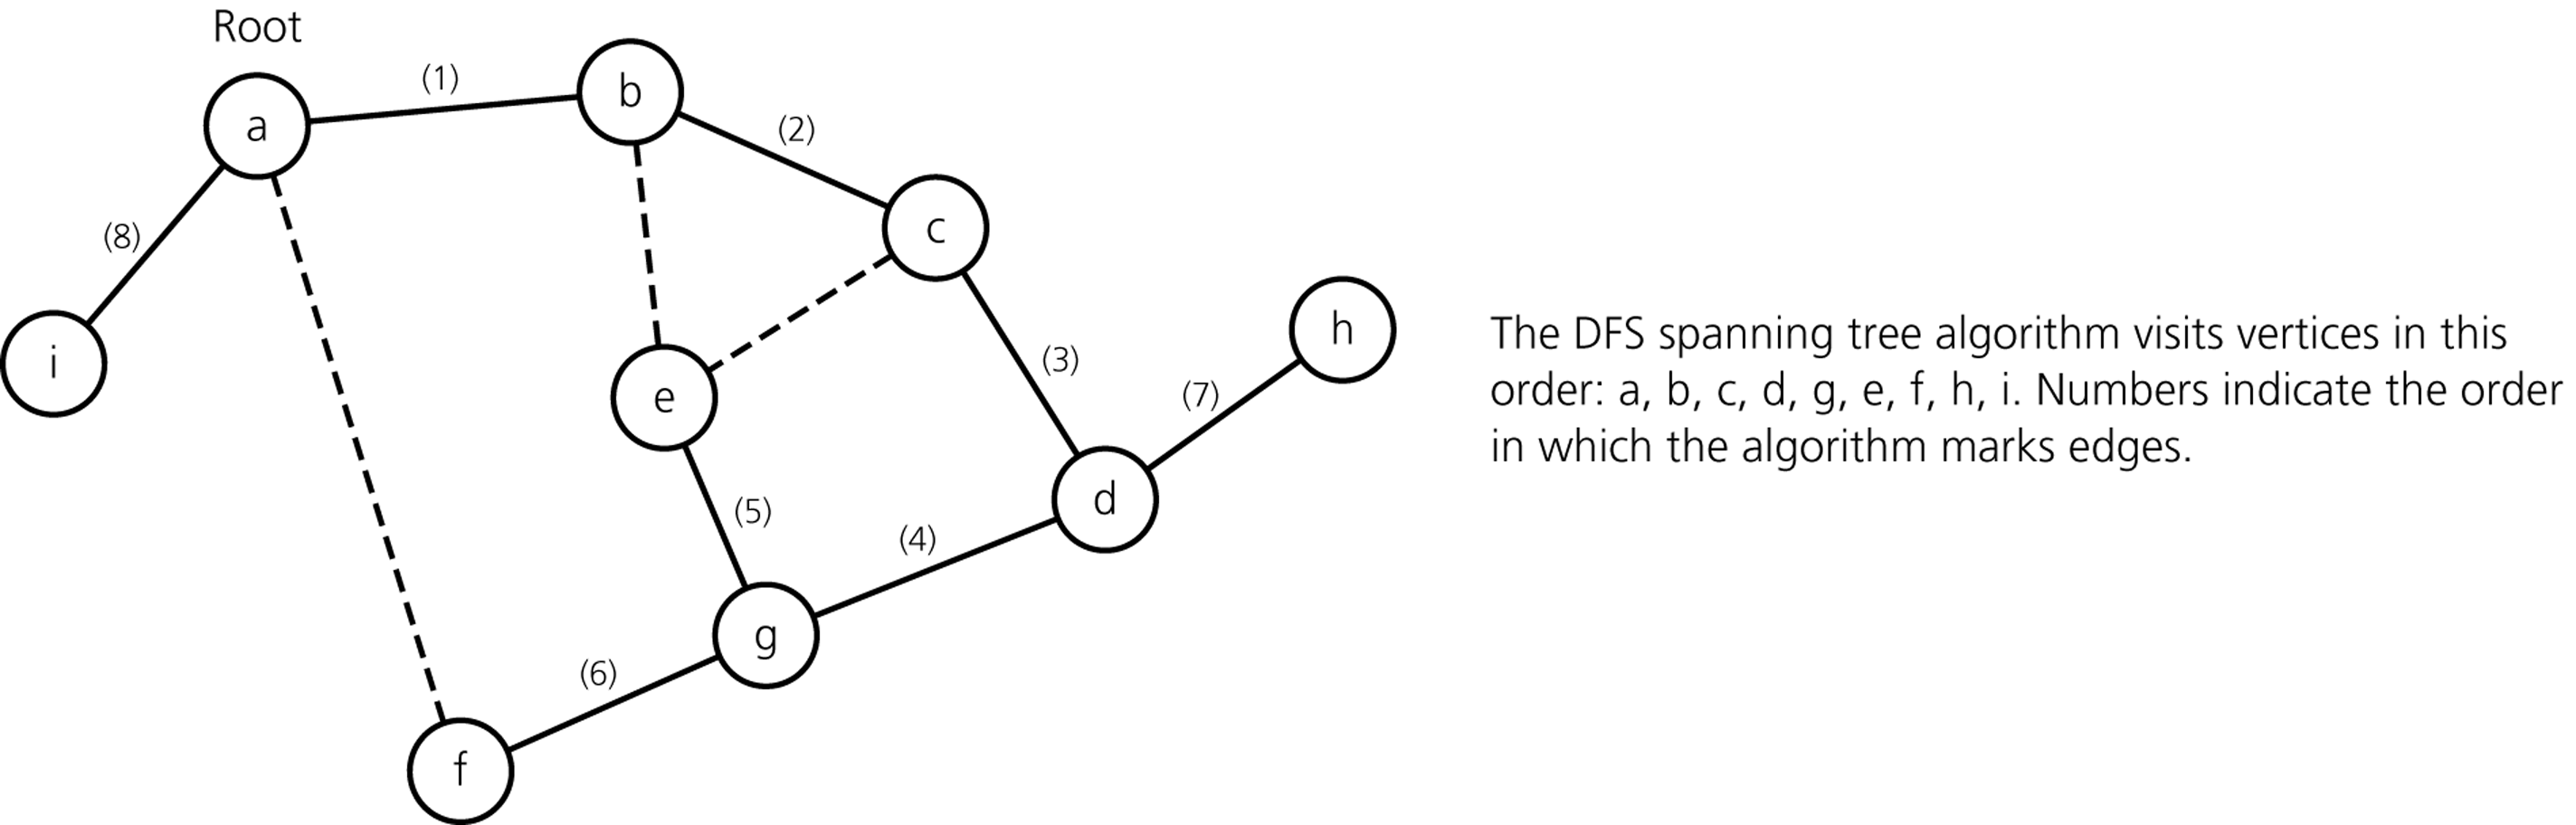 Root
(1)
b
a
(2)
c
(8)
h
The DFS spanning tree algorithm visits vertices in this
order: a, b, c, d, g, e, f, h, i. Numbers indicate the order
in which the algorithm marks edges.
i
(3)
(7)
e
d
(5)
(4)
g
(6)
f